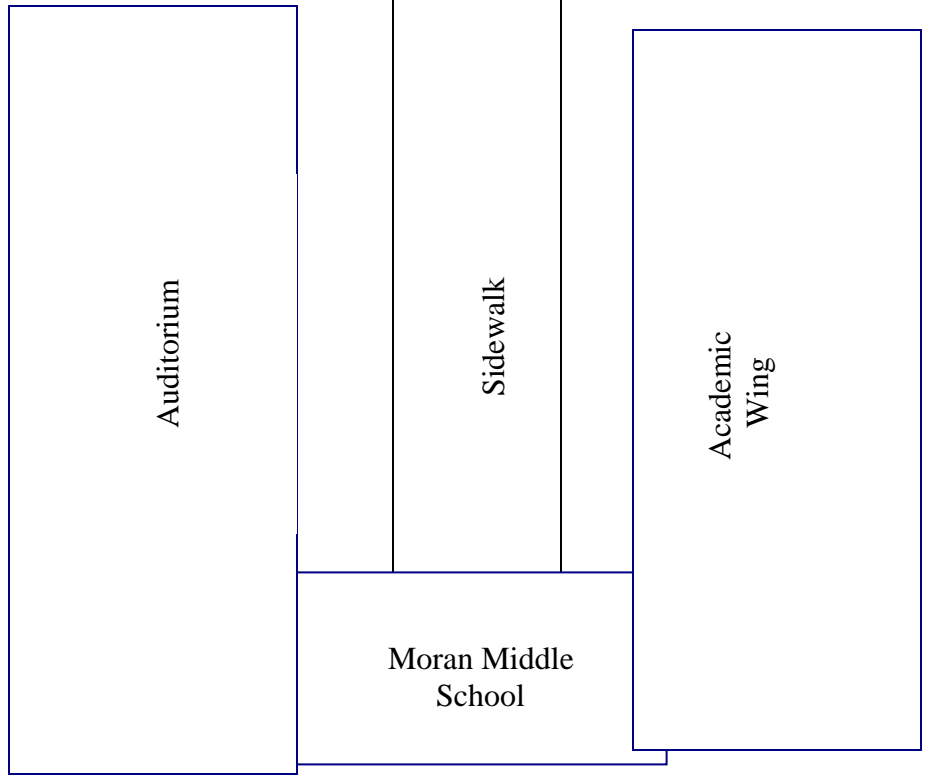 Auditorium
Sidewalk
Academic
Wing
Moran Middle
School